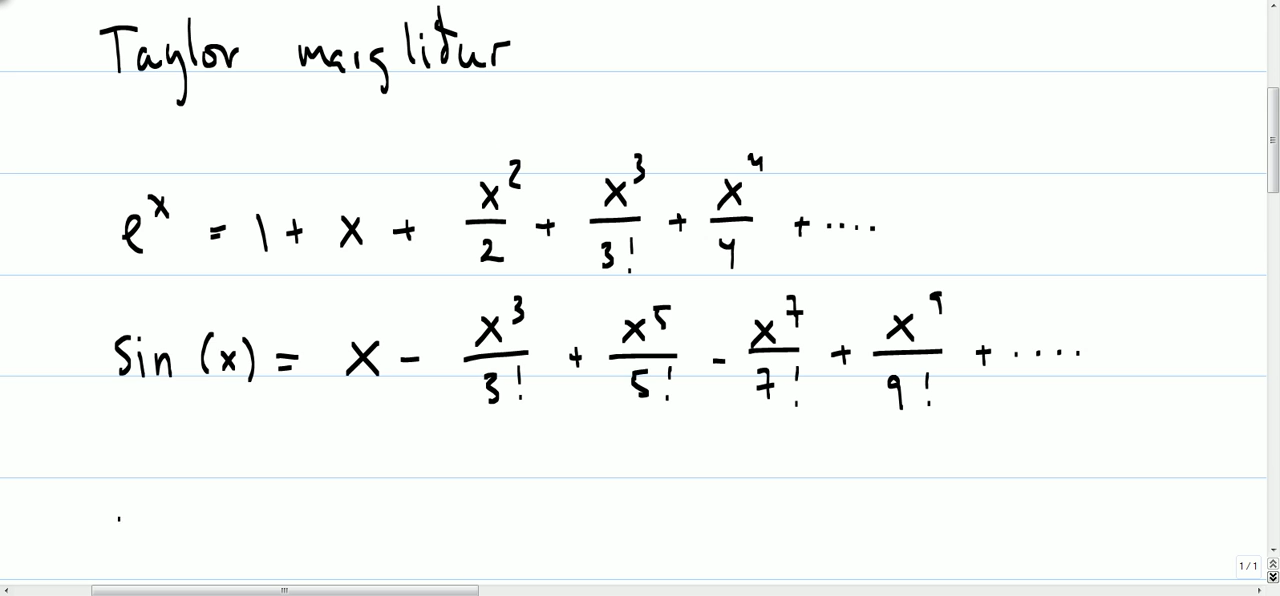 Taylor marglitur
e^x = 1 + x + x^2/2 + x^3/3! + x^4/4 + ....
Sin (x) = x - x^3/3! + x^5/5! - x^7/7! + x^9/9! + ....
1 / 1